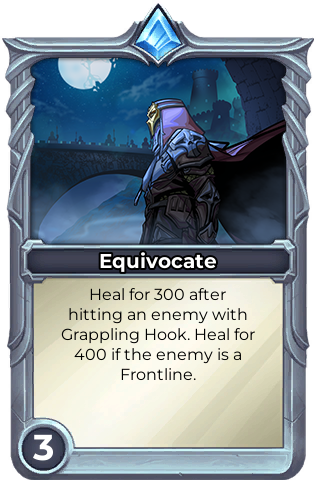 Equivocate
Heal for 300 after
hitting an enemy with
Grappling Hook. Heal for
400 if the enemy is a
Frontline.
3